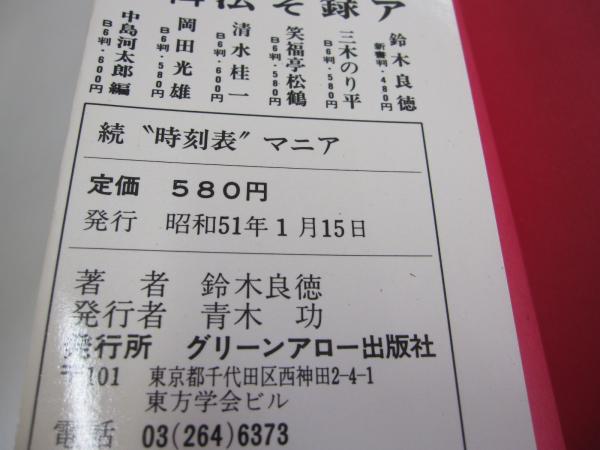 録
ア
鈴木良徳
新書判・480円
三木のり平
B6判・580円
笑福亭松鶴
B6判・580円
清水桂一
B6判・600円
岡田光雄
B6判・580円
中島河太郎編
B6判・600円
続〝時刻表〟マニア
定価 580円
発行 昭和51年1月15日
著者 鈴木良徳
発行者 青木功
発行所 グリーンアロー出版社
〒101 東京都千代田区西神田2-4-1
東方学会ビル
電話 03(264)6373